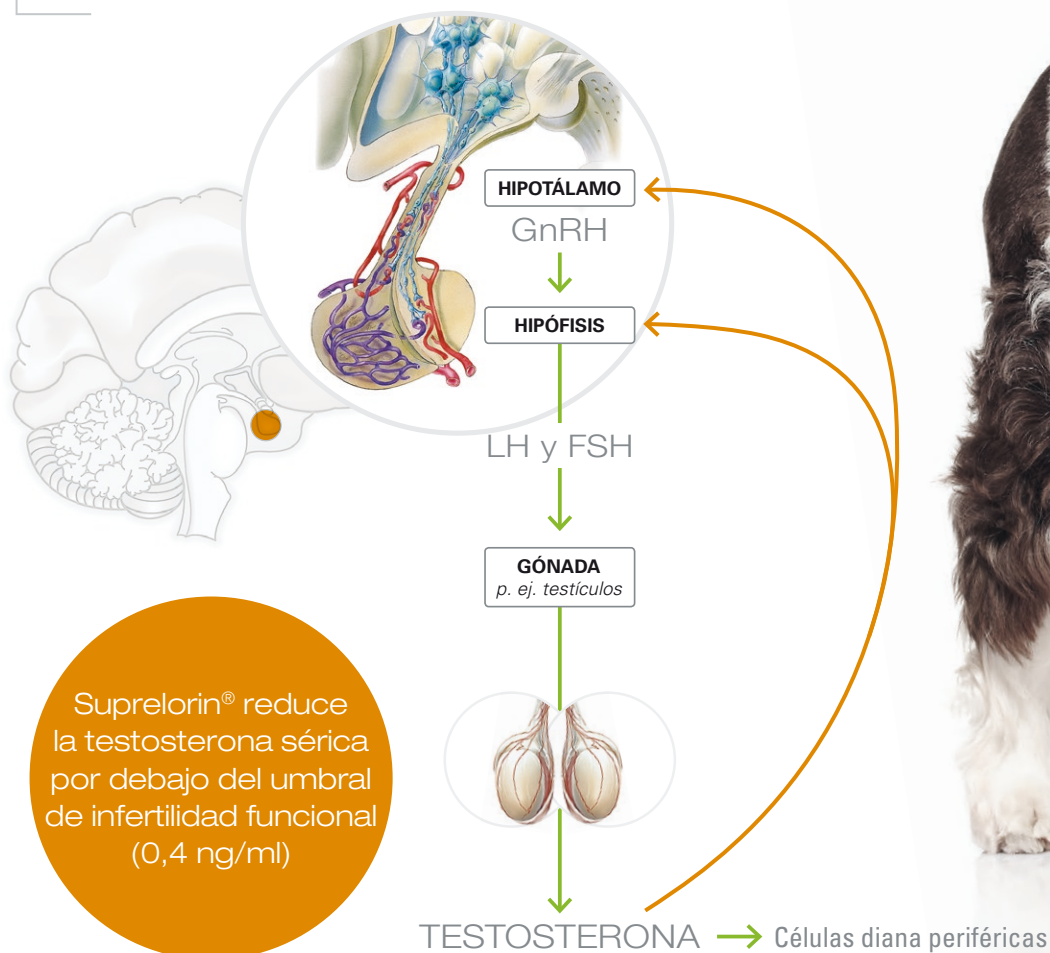 HIPOTÁLAMO
GnRH
HIPÓFISIS
LH y FSH
GÓNADA
p. ej. testículos
Suprelorin® reduce
la testosterona sérica
por debajo del umbral
de infertilidad funcional
(0,4 ng/ml)
TESTOSTERONA
Células diana periféricas